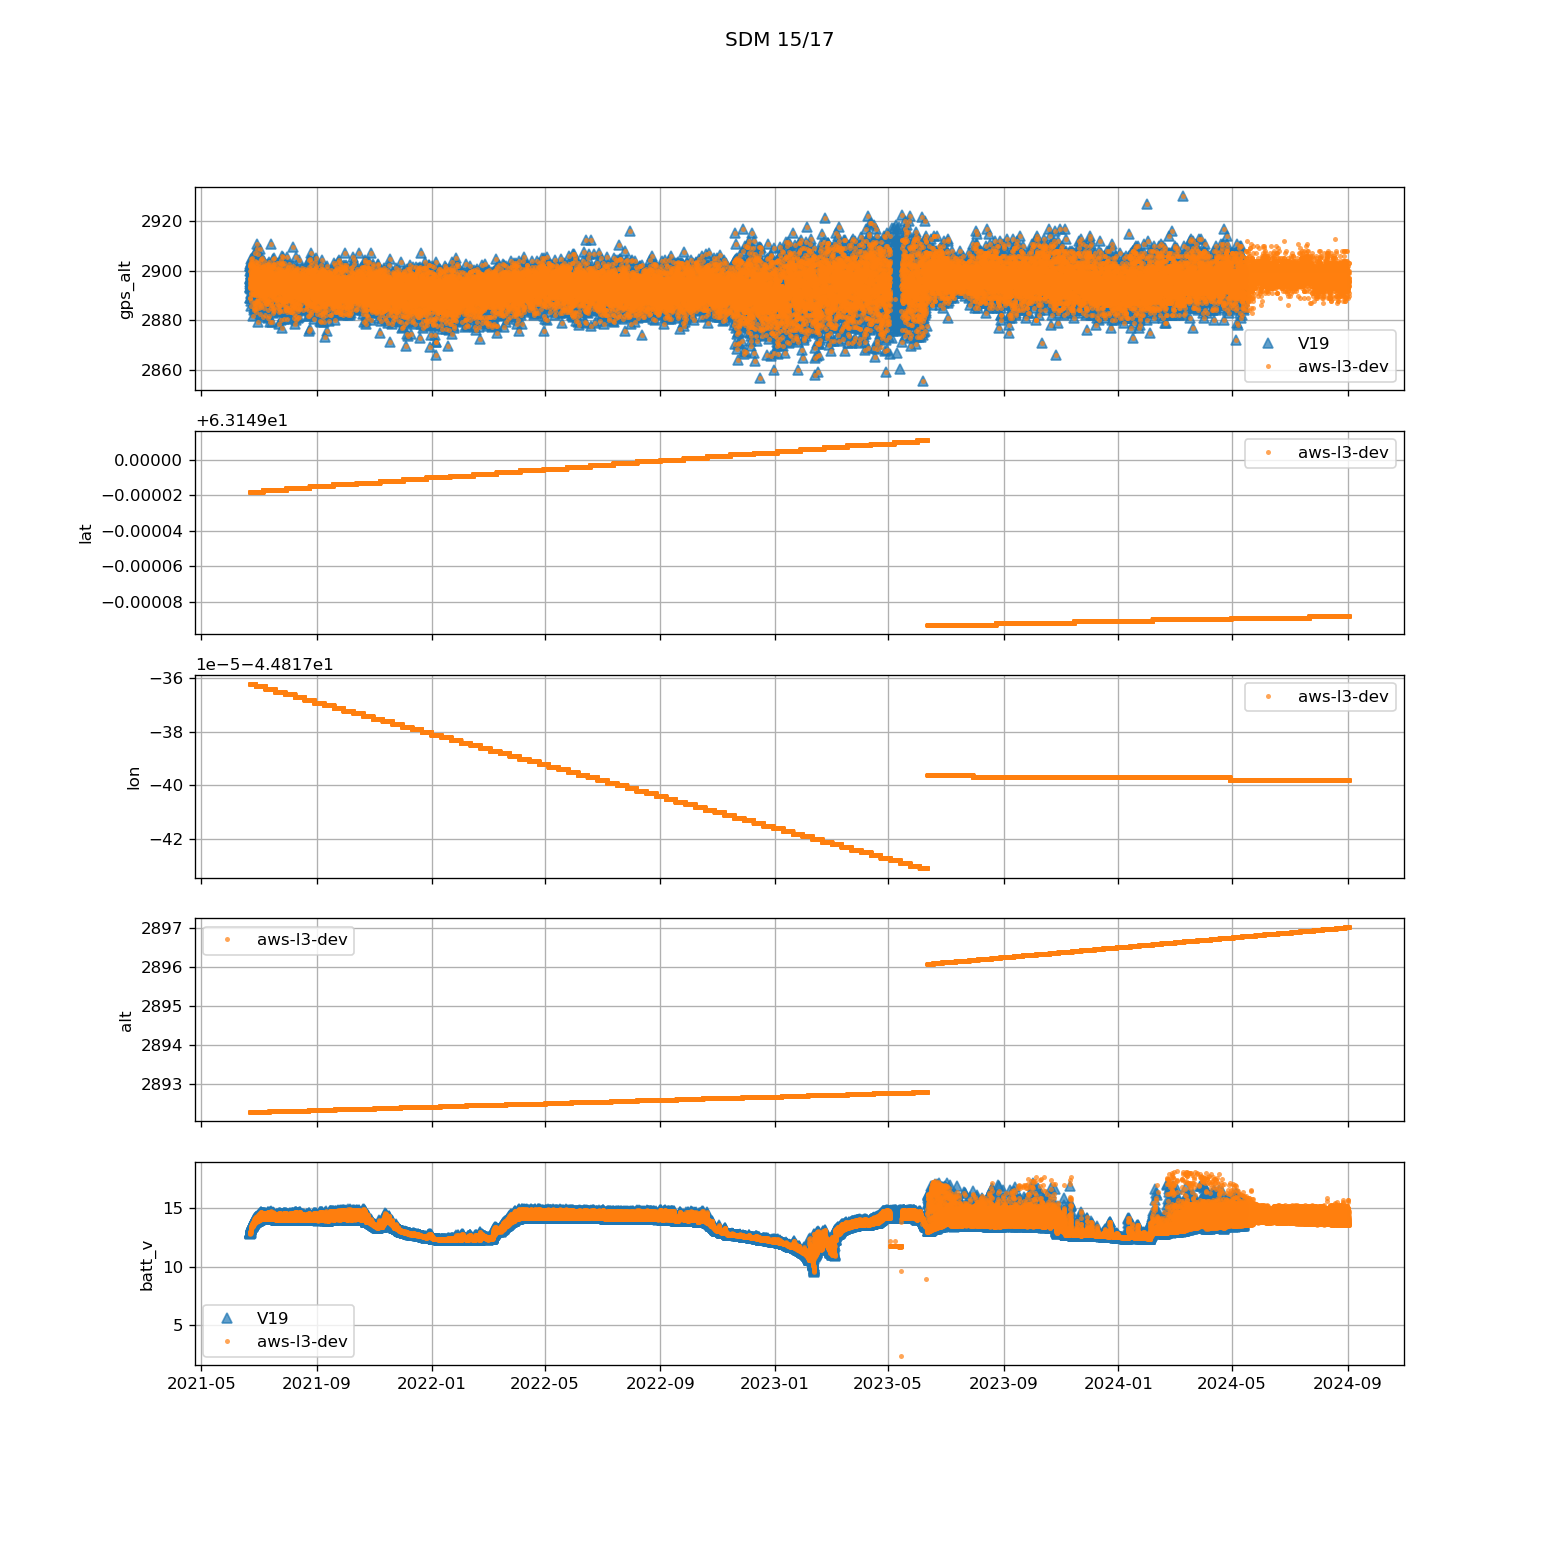 SDM 15/17
2920
2900
2880
2860
gps_alt
V19
aws-l3-dev
+6.3149e1
0.00000
−0.00002
−0.00004
−0.00006
−0.00008
lat
aws-l3-dev
1e−5−4.4817e1
−36
−38
−40
−42
lon
aws-l3-dev
2897
2896
2895
2894
2893
alt
aws-l3-dev
15
10
5
batt_v
V19
aws-l3-dev
2021-05 2021-09 2022-01 2022-05 2022-09 2023-01 2023-05 2023-09 2024-01 2024-05 2024-09